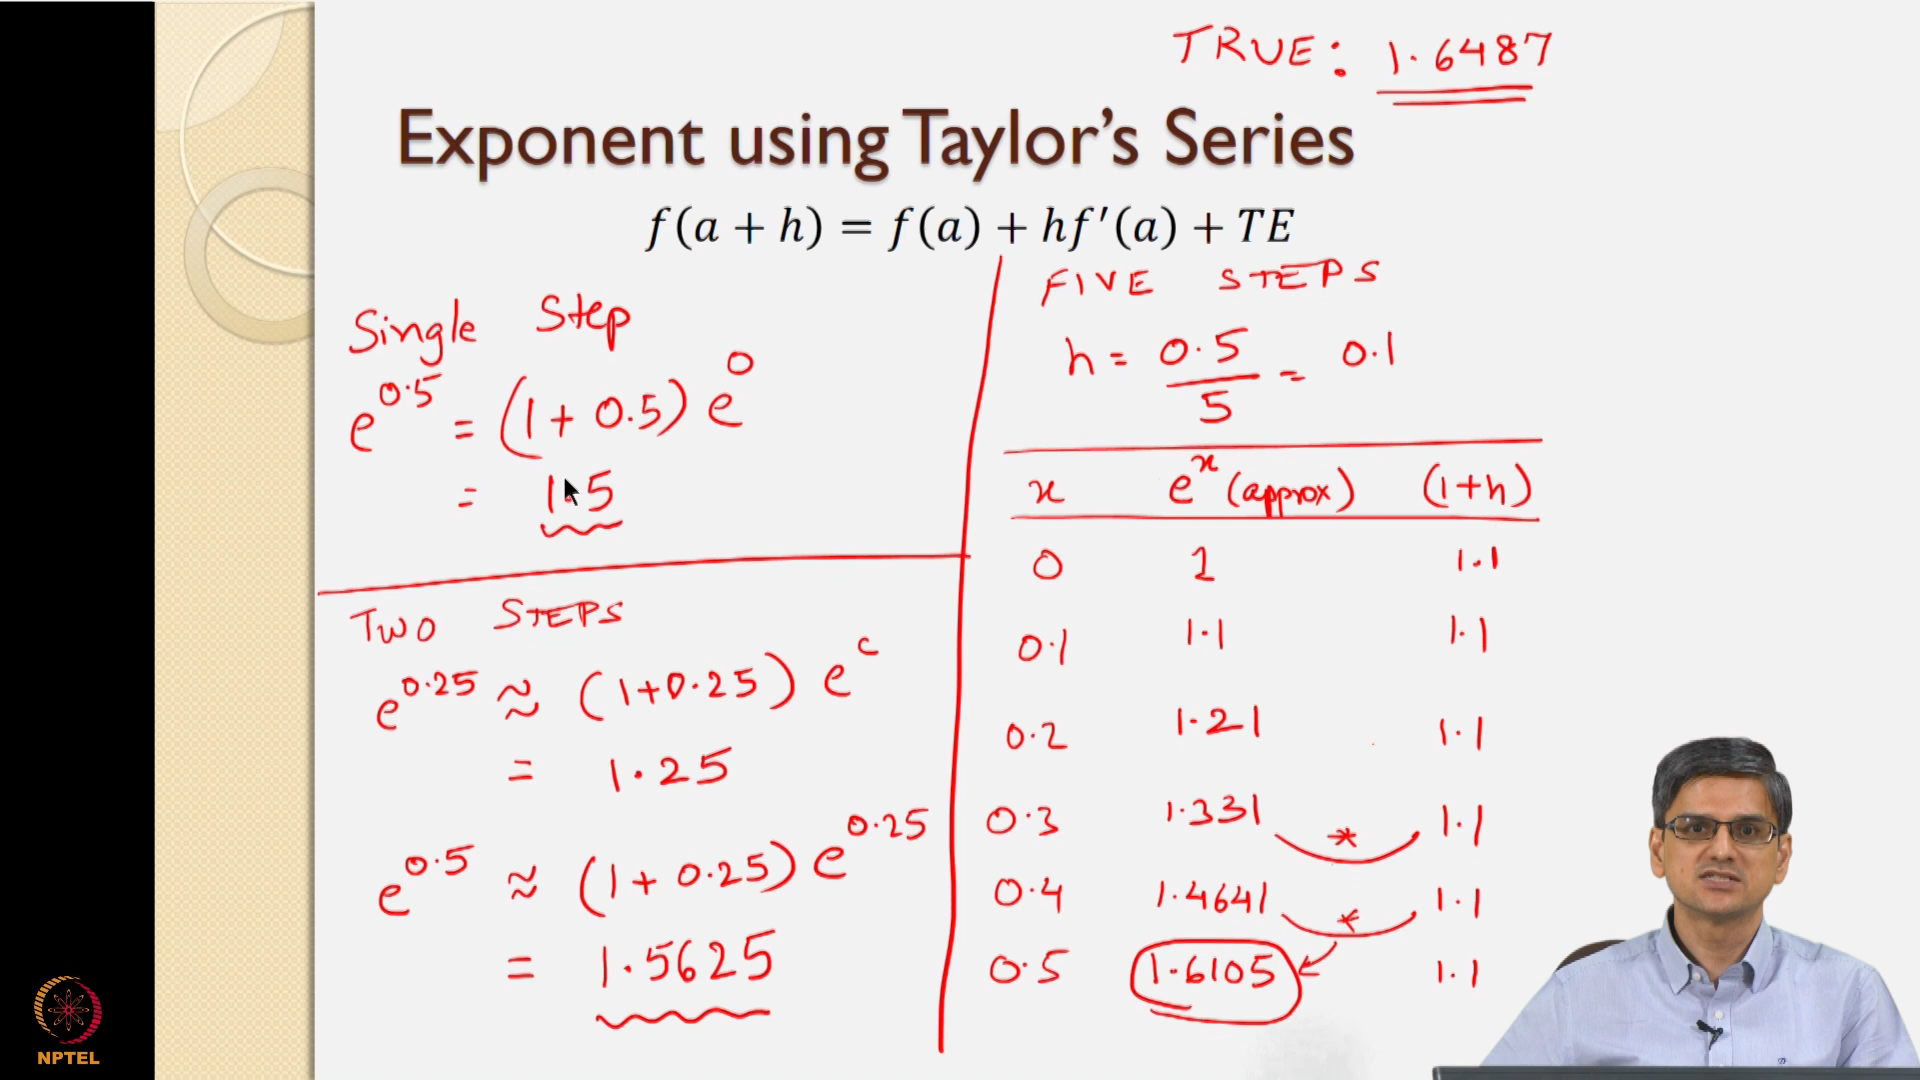 TRUE: 1.6487
Exponent using Taylor's Series
f(a + h) = f(a) + hf′(a) + TE
Single Step
e^0.5 = (1 + 0.5) e^0
= 1.5
TWO STEPS
e^0.25 ≈ (1+0.25) e^0
= 1.25
e^0.5 ≈ (1 + 0.25) e^0.25
= 1.5625
FIVE STEPS
h = 0.5/5 = 0.1
x e^x (approx) (1+h)
0 1 1.1
0.1 1.1 1.1
0.2 1.21 1.1
0.3 1.331 * 1.1
0.4 1.4641 * 1.1
0.5 1.6105 1.1
NPTEL